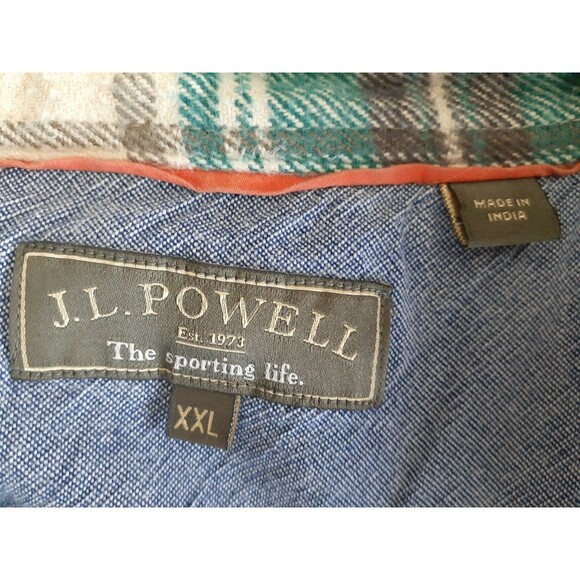 MADE IN
INDIA
J.L. POWELL
Est. 1973
The sporting life.
XXL